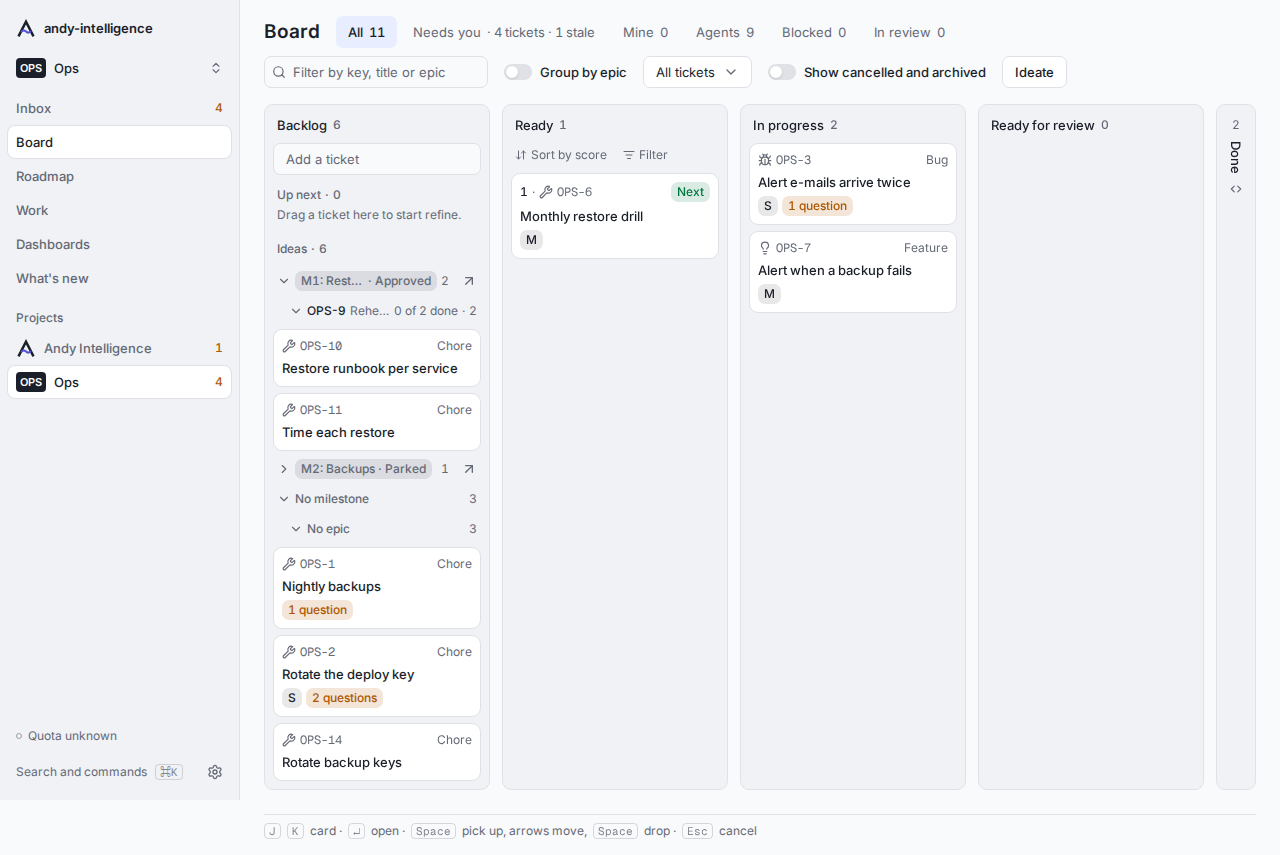 andy-intelligence
OPS Ops
Inbox 4
Board
Roadmap
Work
Dashboards
What's new
Projects
Andy Intelligence 1
OPS Ops 4
Quota unknown
Search and commands ⌘K
Board All 11 Needs you · 4 tickets · 1 stale Mine 0 Agents 9 Blocked 0 In review 0
Filter by key, title or epic Group by epic All tickets Show cancelled and archived Ideate
Backlog 6
Add a ticket
Up next · 0
Drag a ticket here to start refine.
Ideas · 6
M1: Rest... · Approved 2
OPS-9 Rehe... 0 of 2 done · 2
OPS-10 Chore
Restore runbook per service
OPS-11 Chore
Time each restore
M2: Backups · Parked 1
No milestone 3
No epic 3
OPS-1 Chore
Nightly backups
1 question
OPS-2 Chore
Rotate the deploy key
S 2 questions
OPS-14 Chore
Rotate backup keys
Ready 1
Sort by score Filter
1 · OPS-6 Next
Monthly restore drill
M
In progress 2
OPS-3 Bug
Alert e-mails arrive twice
S 1 question
OPS-7 Feature
Alert when a backup fails
M
Ready for review 0
2
Done
J K card · ↵ open · Space pick up, arrows move, Space drop · Esc cancel